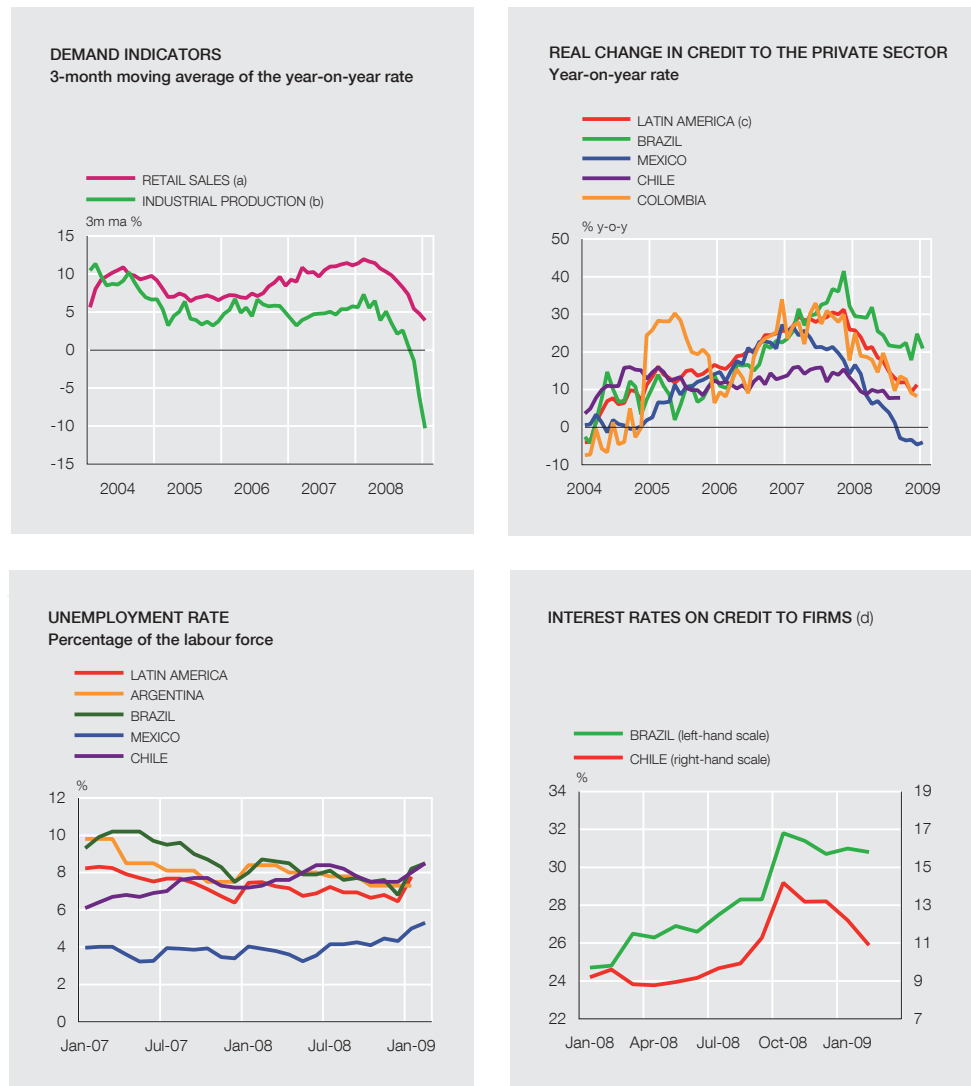 DEMAND INDICATORS
3-month moving average of the year-on-year rate
RETAIL SALES (a)
INDUSTRIAL PRODUCTION (b)
3m ma %
15
10
5
0
-5
-10
-15
2004 2005 2006 2007 2008
REAL CHANGE IN CREDIT TO THE PRIVATE SECTOR
Year-on-year rate
LATIN AMERICA (c)
BRAZIL
MEXICO
CHILE
COLOMBIA
% y-o-y
50
40
30
20
10
0
-10
2004 2005 2006 2007 2008 2009
UNEMPLOYMENT RATE
Percentage of the labour force
LATIN AMERICA
ARGENTINA
BRAZIL
MEXICO
CHILE
%
12
10
8
6
4
2
0
Jan-07 Jul-07 Jan-08 Jul-08 Jan-09
INTEREST RATES ON CREDIT TO FIRMS (d)
BRAZIL (left-hand scale)
CHILE (right-hand scale)
%
34 19
32 17
30 15
28 13
26 11
24 9
22 7
Jan-08 Apr-08 Jul-08 Oct-08 Jan-09